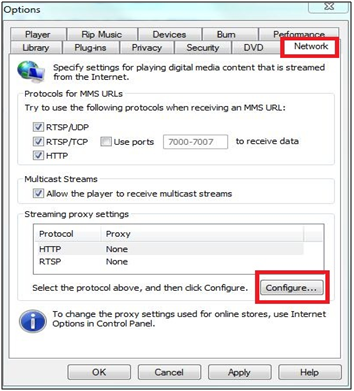 Options
Player Rip Music Devices Burn Performance
Library Plug-ins Privacy Security DVD Network
Specify settings for playing digital media content that is streamed
from the Internet.
Protocols for MMS URLs
Try to use the following protocols when receiving an MMS URL:
RTSP/UDP
RTSP/TCP Use ports 7000-7007 to receive data
HTTP
Multicast Streams
Allow the player to receive multicast streams
Streaming proxy settings
Protocol Proxy
HTTP None
RTSP None
Select the protocol above, and then click Configure. Configure...
To change the proxy settings used for online stores, use Internet
Options in Control Panel.
OK Cancel Apply Help